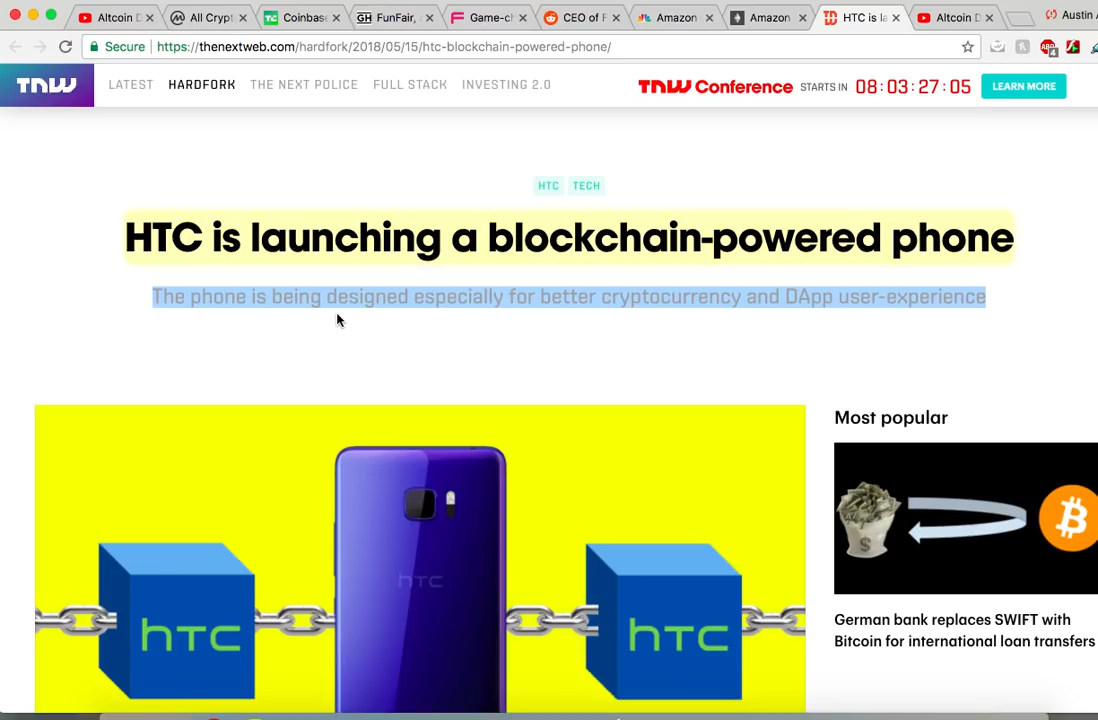 Altcoin D
All Crypt
Coinbase
FunFair,
Game-ch
CEO of F
Amazon
Amazon
HTC is la
Altcoin D
Austin
Secure
https://thenextweb.com/hardfork/2018/05/15/htc-blockchain-powered-phone/
TNW
LATEST
HARDFORK
THE NEXT POLICE
FULL STACK
INVESTING 2.0
TNW Conference
STARTS IN
08:03:27:05
LEARN MORE
HTC
TECH
HTC is launching a blockchain-powered phone
The phone is being designed especially for better cryptocurrency and DApp user-experience
htc
htc
htc
Most popular
German bank replaces SWIFT with
Bitcoin for international loan transfers